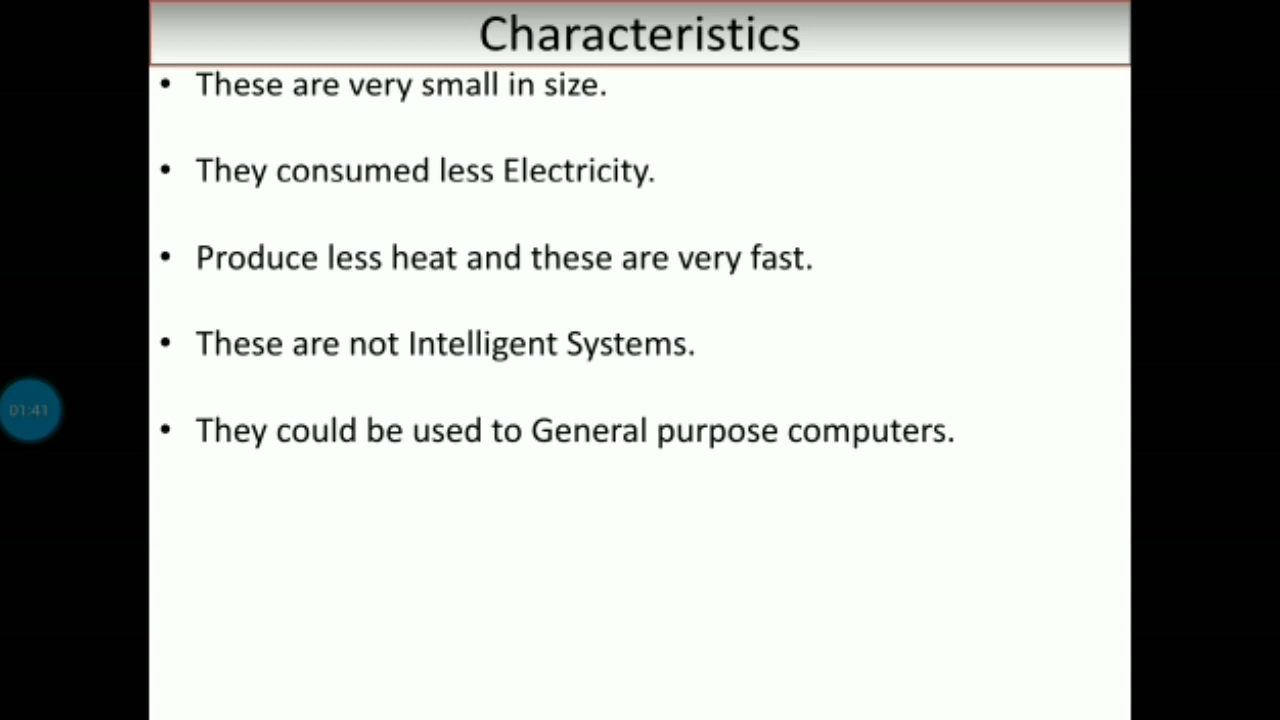 Characteristics
• These are very small in size.
• They consumed less Electricity.
• Produce less heat and these are very fast.
• These are not Intelligent Systems.
01:41
• They could be used to General purpose computers.